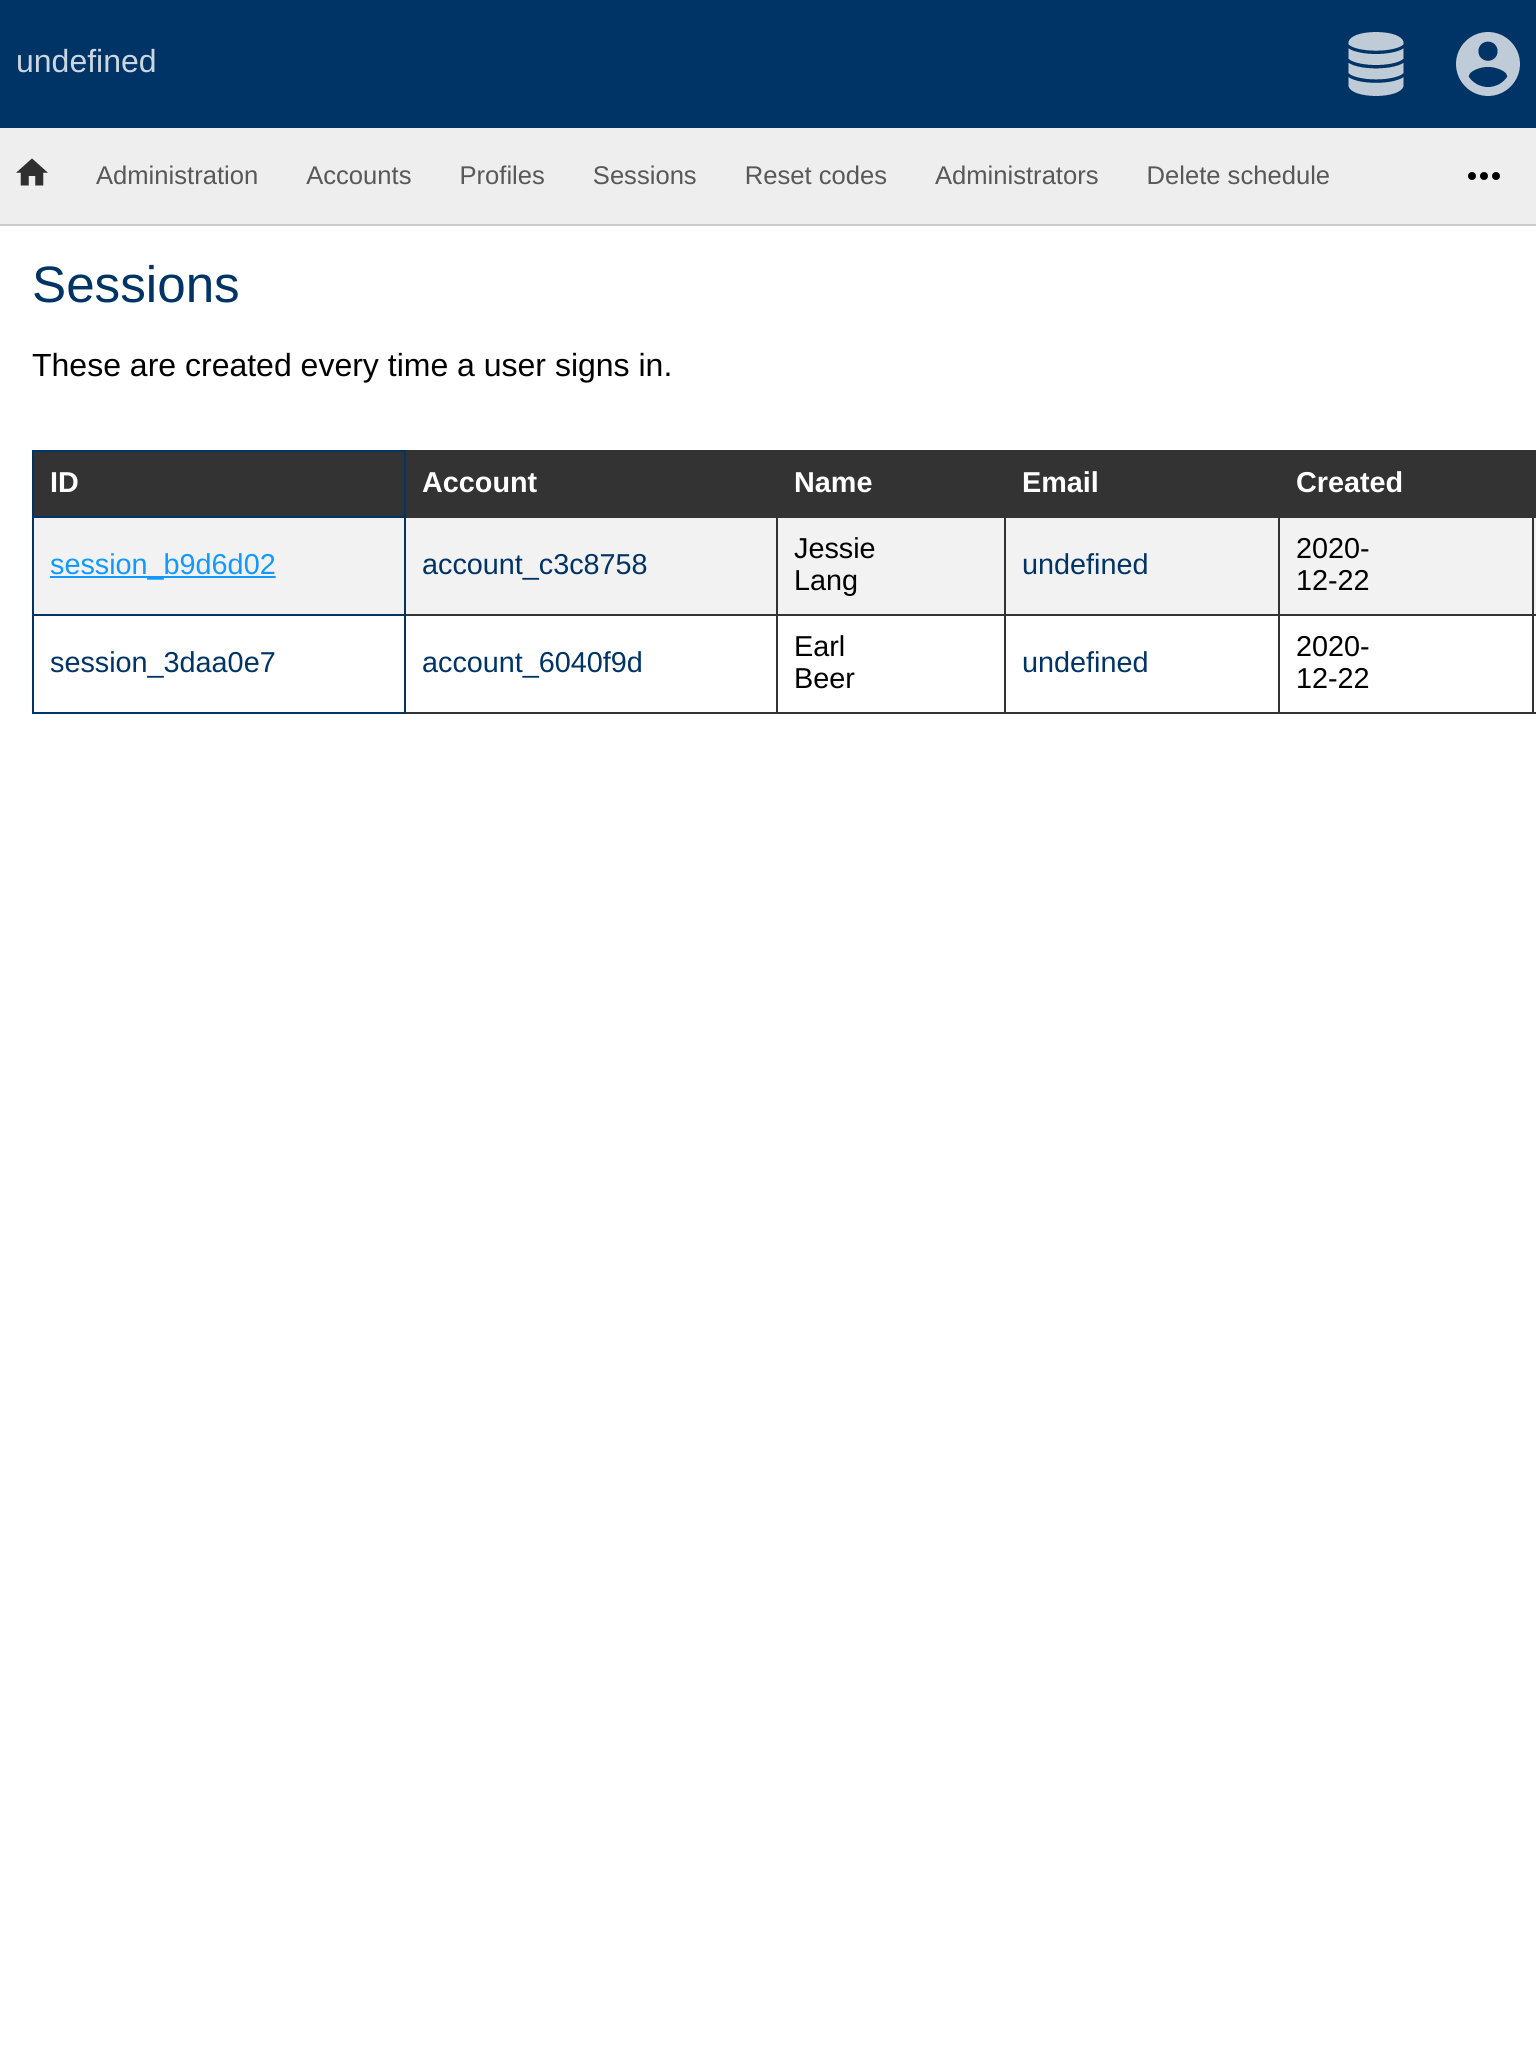 undefined
Administration Accounts Profiles Sessions Reset codes Administrators Delete schedule
Sessions
These are created every time a user signs in.
ID Account Name Email Created
session_b9d6d02 account_c3c8758 Jessie Lang undefined 2020-12-22
session_3daa0e7 account_6040f9d Earl Beer undefined 2020-12-22